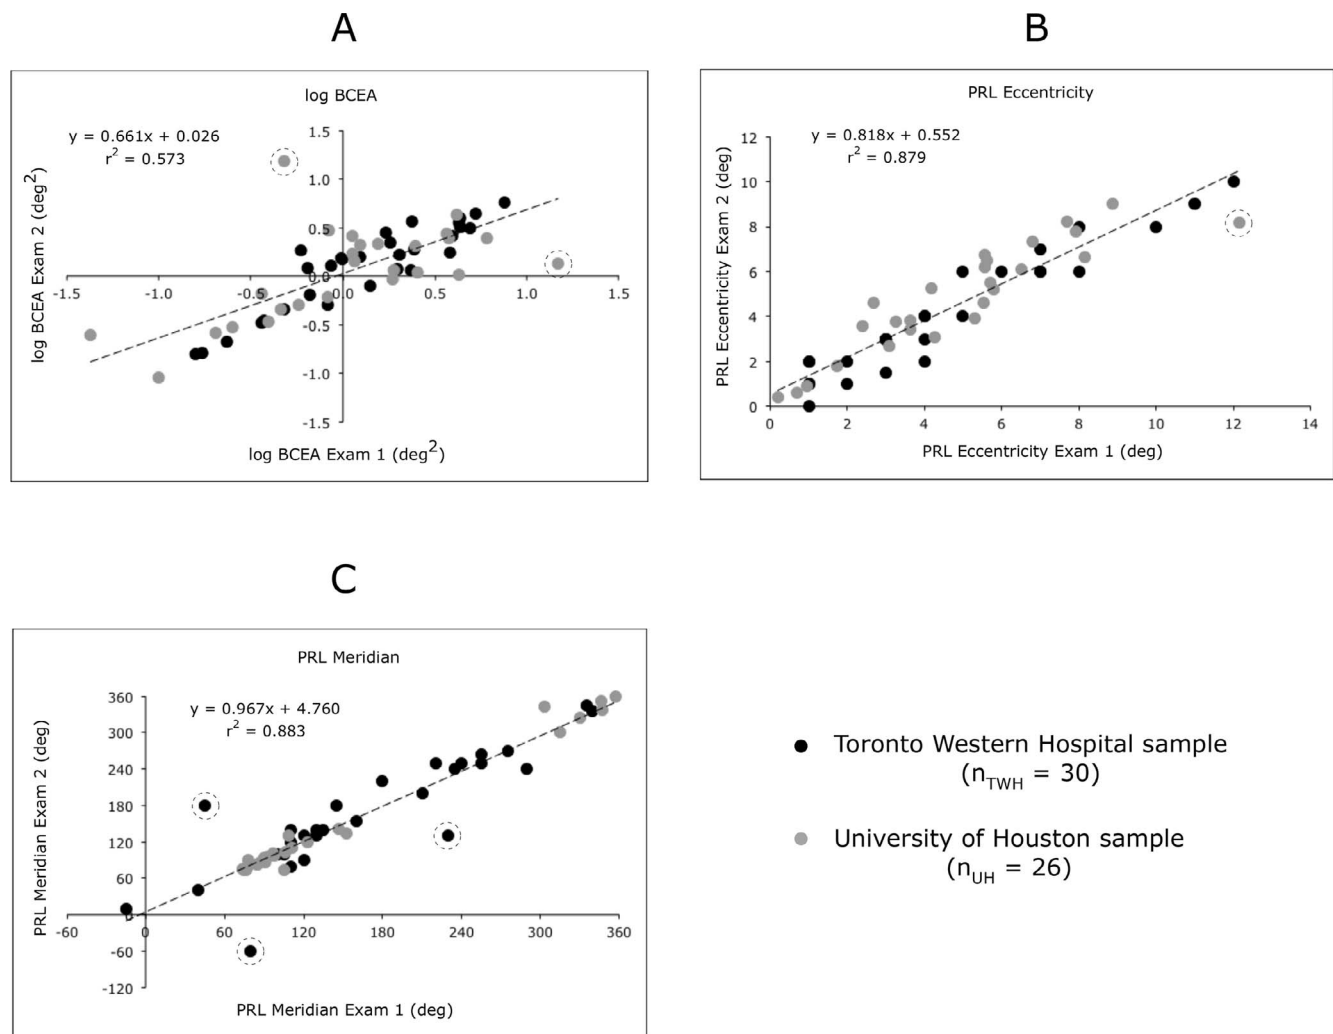 A
log BCEA
y = 0.661x + 0.026
r² = 0.573
log BCEA Exam 2 (deg²)
1.5
1.0
0.5
0.0
-0.5
-1.0
-1.5
-1.5 -1.0 -0.5 0.0 0.5 1.0 1.5
log BCEA Exam 1 (deg²)
B
PRL Eccentricity
y = 0.818x + 0.552
r² = 0.879
PRL Eccentricity Exam 2 (deg)
12
10
8
6
4
2
0
0 2 4 6 8 10 12 14
PRL Eccentricity Exam 1 (deg)
C
PRL Meridian
y = 0.967x + 4.760
r² = 0.883
PRL Meridian Exam 2 (deg)
360
300
240
180
120
60
0
-60
-120
-60 0 60 120 180 240 300 360
PRL Meridian Exam 1 (deg)
Toronto Western Hospital sample
(nTWH = 30)
University of Houston sample
(nUH = 26)